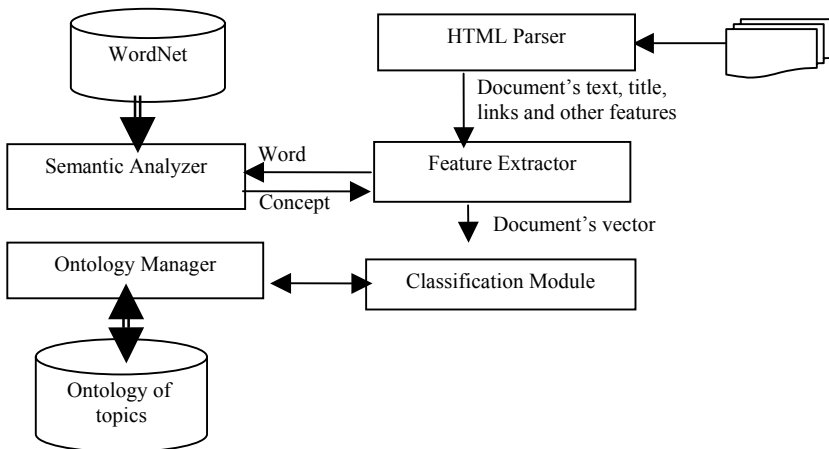 WordNet
HTML Parser
Document’s text, title,
links and other features
Semantic Analyzer
Word
Concept
Feature Extractor
Document’s vector
Ontology Manager
Classification Module
Ontology of
topics